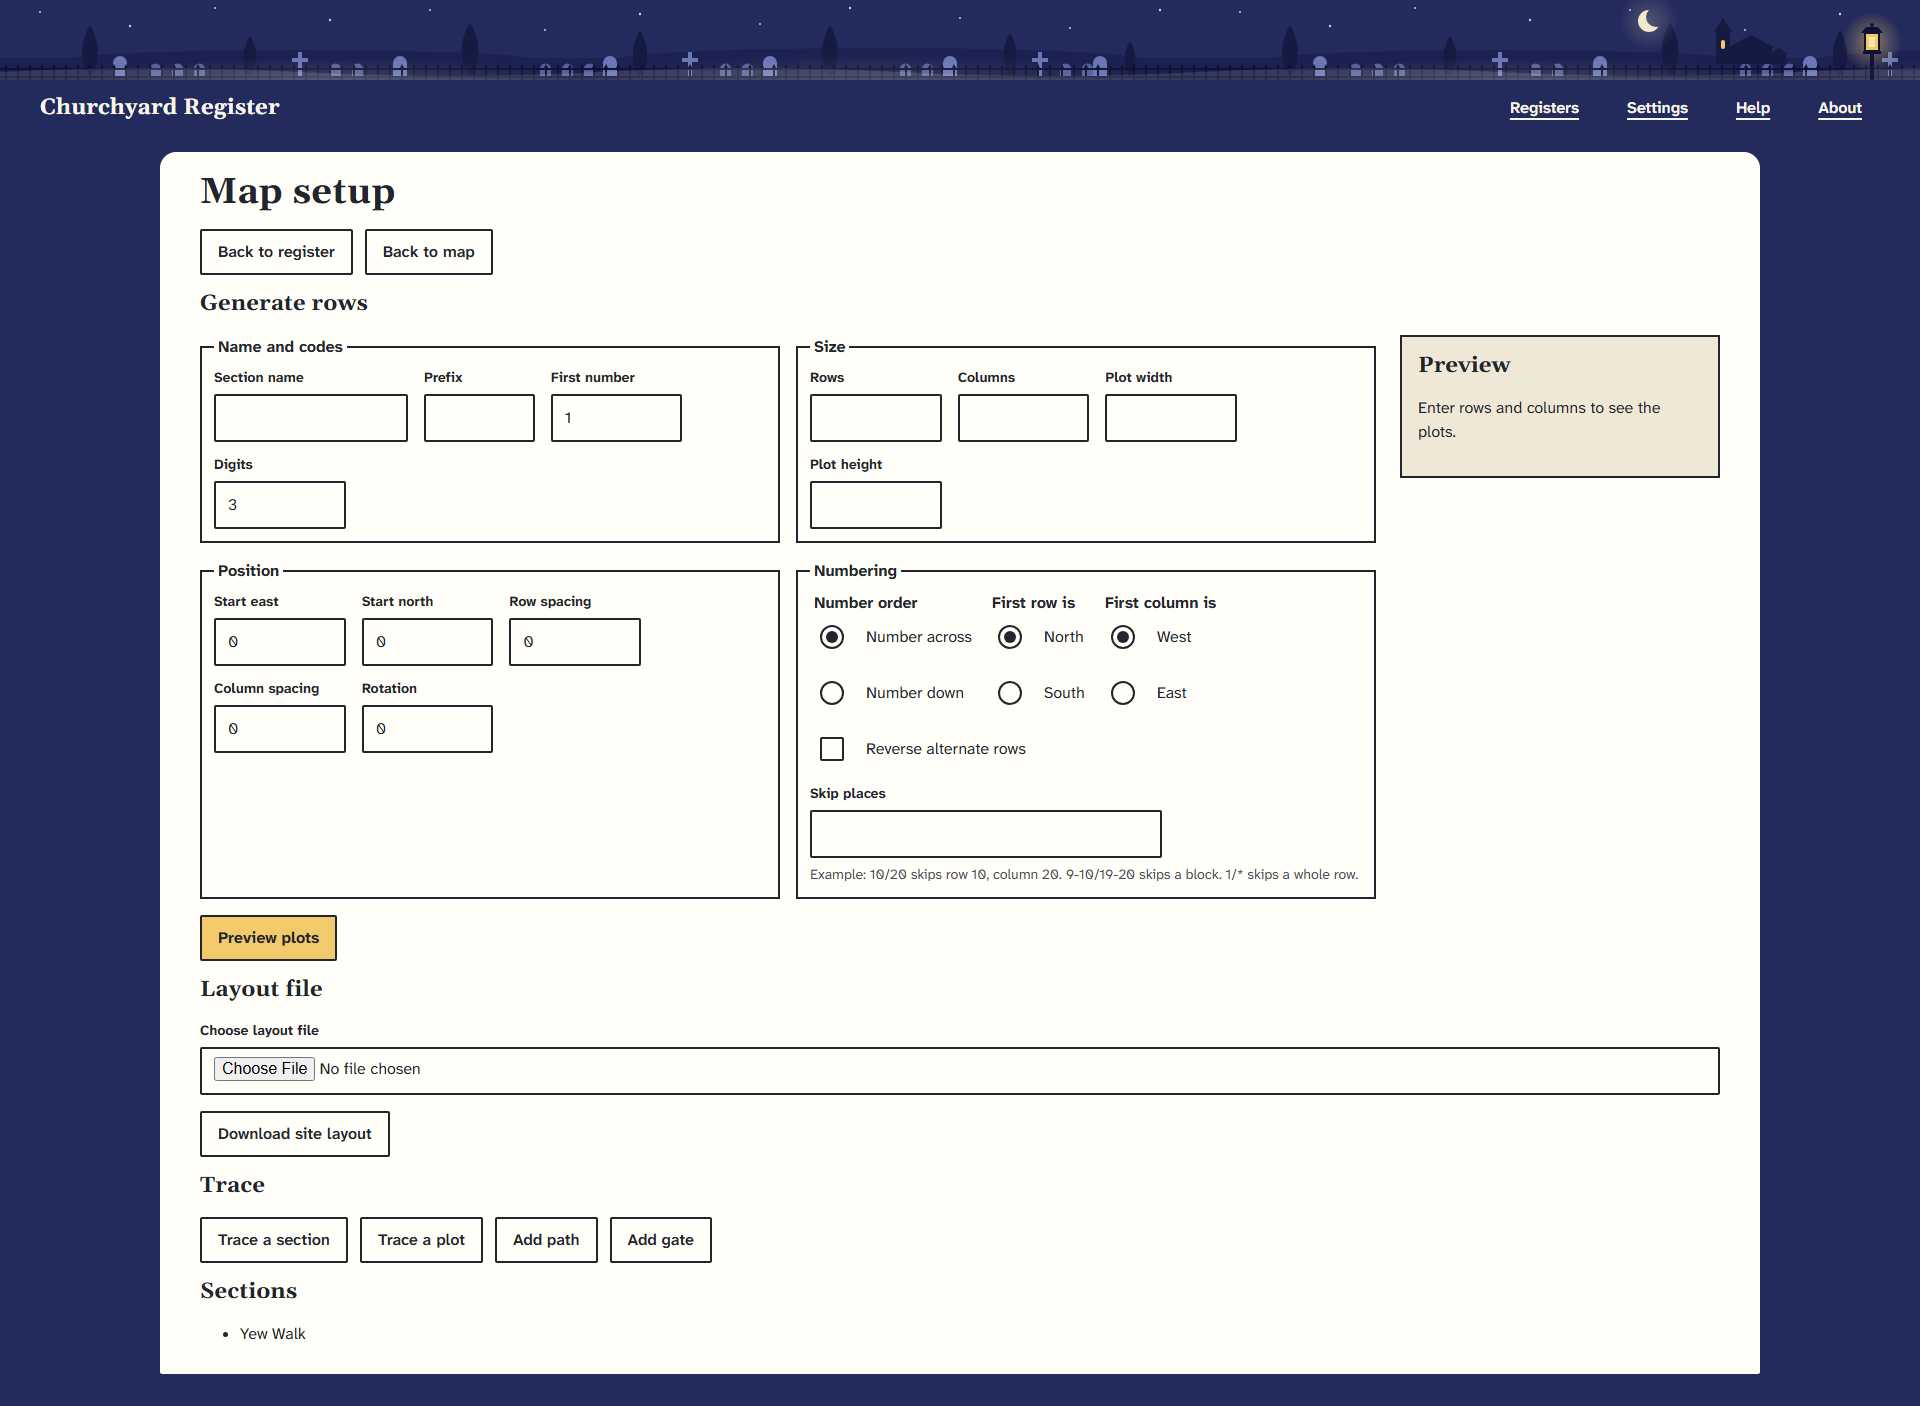 Churchyard Register
Registers Settings Help About
Map setup
Back to register Back to map
Generate rows
Name and codes
Section name Prefix First number
1
Digits
3
Size
Rows Columns Plot width
Plot height
Preview
Enter rows and columns to see the
plots.
Position
Start east Start north Row spacing
0 0 0
Column spacing Rotation
0 0
Numbering
Number order First row is First column is
Number across North West
Number down South East
Reverse alternate rows
Skip places
Example: 10/20 skips row 10, column 20. 9-10/19-20 skips a block. 1/* skips a whole row.
Preview plots
Layout file
Choose layout file
Choose File No file chosen
Download site layout
Trace
Trace a section Trace a plot Add path Add gate
Sections
• Yew Walk